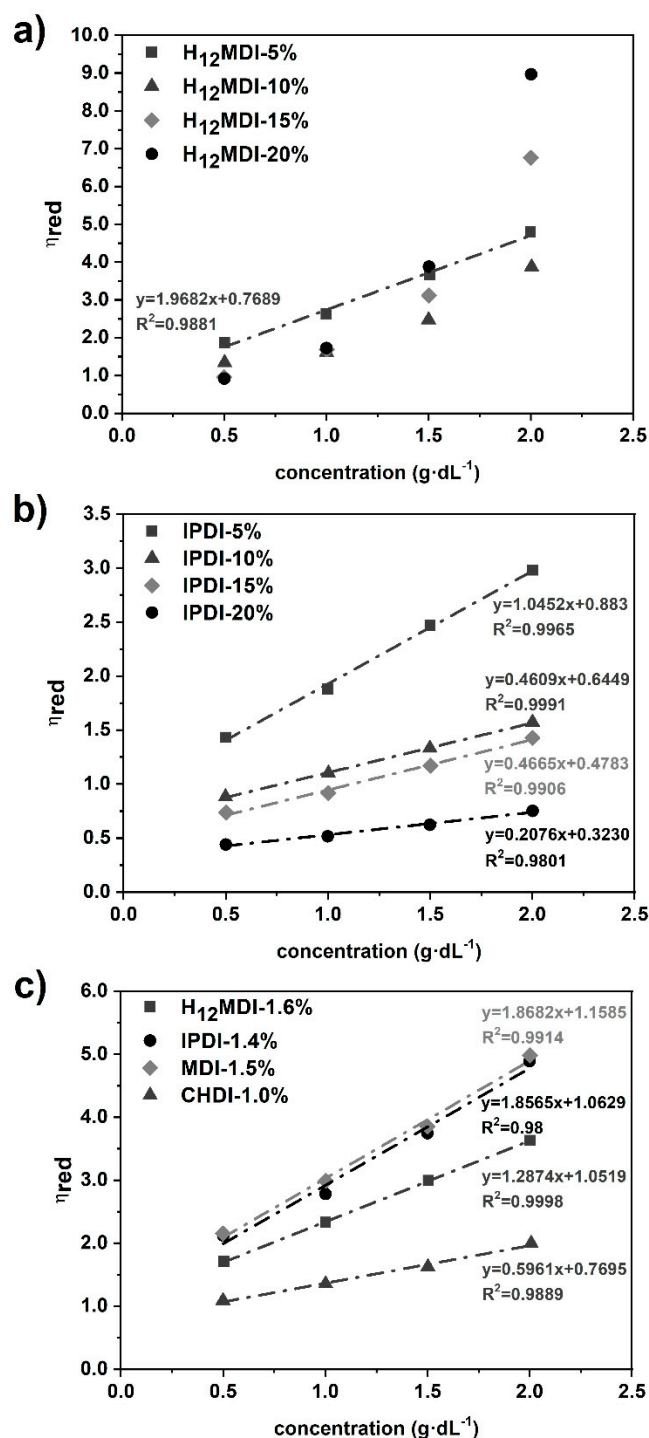 a)
10.0
9.0
8.0
7.0
6.0
5.0
4.0
3.0
2.0
1.0
0.0
ηred
H₁₂MDI-5%
H₁₂MDI-10%
H₁₂MDI-15%
H₁₂MDI-20%
y=1.9682x+0.7689
R²=0.9881
0.0 0.5 1.0 1.5 2.0 2.5
concentration (g·dL⁻¹)
b)
3.5
3.0
2.5
2.0
1.5
1.0
0.5
0.0
ηred
IPDI-5%
IPDI-10%
IPDI-15%
IPDI-20%
y=1.0452x+0.883
R²=0.9965
y=0.4609x+0.6449
R²=0.9991
y=0.4665x+0.4783
R²=0.9906
y=0.2076x+0.3230
R²=0.9801
0.0 0.5 1.0 1.5 2.0 2.5
concentration (g·dL⁻¹)
c)
6.0
5.0
4.0
3.0
2.0
1.0
0.0
ηred
H₁₂MDI-1.6%
IPDI-1.4%
MDI-1.5%
CHDI-1.0%
y=1.8682x+1.1585
R²=0.9914
y=1.8565x+1.0629
R²=0.98
y=1.2874x+1.0519
R²=0.9998
y=0.5961x+0.7695
R²=0.9889
0.0 0.5 1.0 1.5 2.0 2.5
concentration (g·dL⁻¹)